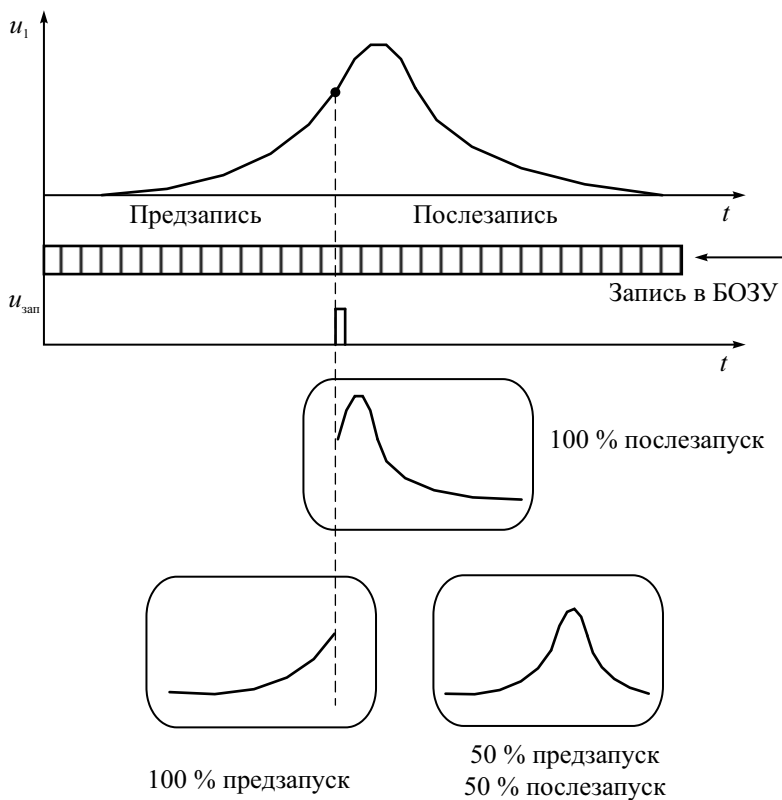 u₁
Предзапись
Послезапись
t
Запись в БОЗУ
uзап
t
100 % послезапуск
100 % предзапуск
50 % предзапуск
50 % послезапуск